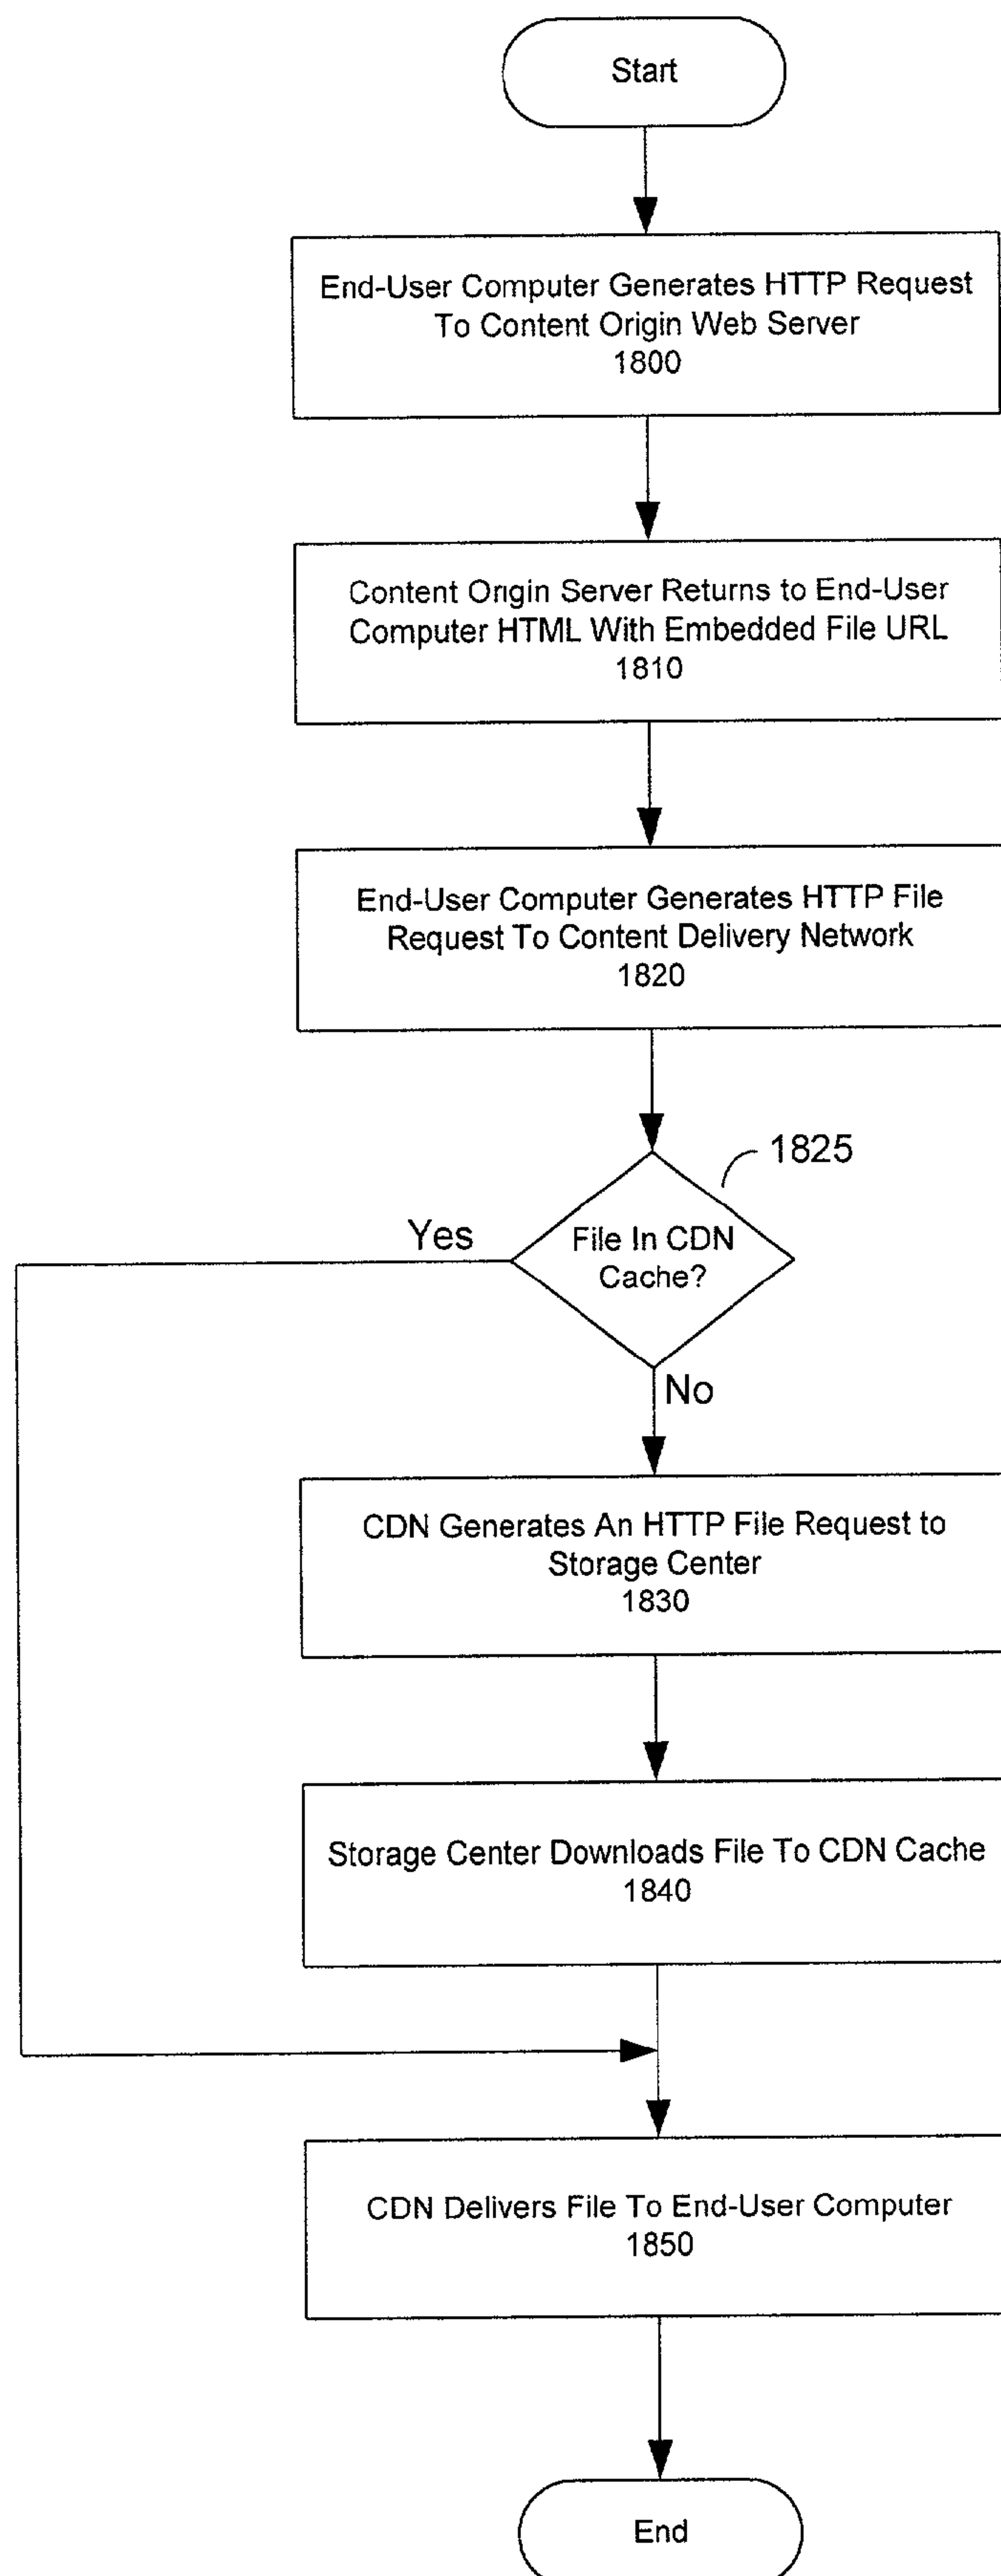 Start
End-User Computer Generates HTTP Request
To Content Origin Web Server
1800
Content Origin Server Returns to End-User
Computer HTML With Embedded File URL
1810
End-User Computer Generates HTTP File
Request To Content Delivery Network
1820
1825
Yes
File In CDN
Cache?
No
CDN Generates An HTTP File Request to
Storage Center
1830
Storage Center Downloads File To CDN Cache
1840
CDN Delivers File To End-User Computer
1850
End